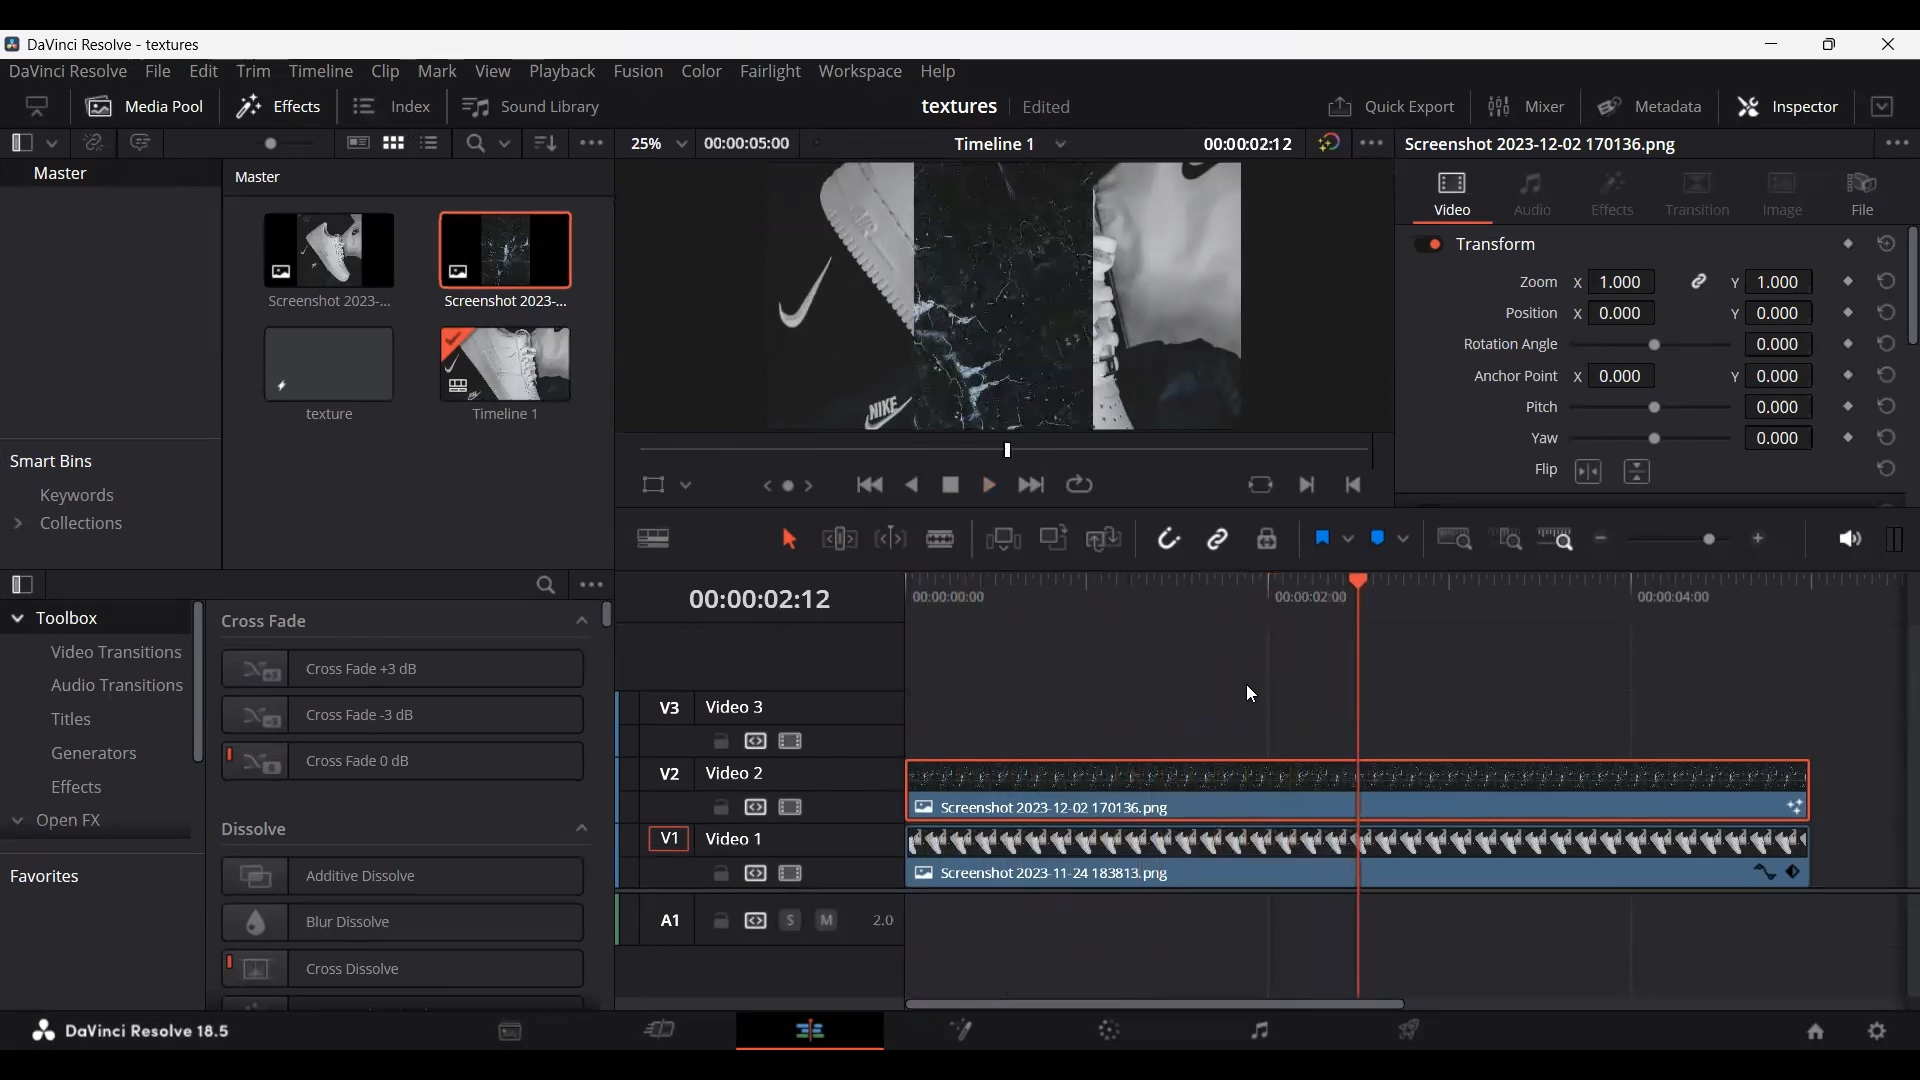 DaVinci Resolve - textures
DaVinci Resolve File Edit Trim Timeline Clip Mark View Playback Fusion Color Fairlight Workspace Help
Media Pool Effects Index Sound Library textures Edited Quick Export Mixer Metadata Inspector
25% 00:00:05:00 Timeline 1 00:00:02:12 Screenshot 2023-12-02 170136.png
Master
Master
Video Audio Effects Transition Image File
Transform
Zoom X 1.000 Y 1.000
Position X 0.000 Y 0.000
Rotation Angle 0.000
Anchor Point X 0.000 Y 0.000
Pitch 0.000
Yaw 0.000
Flip
Screenshot 2023-... Screenshot 2023-...
texture Timeline 1
AIR
NIKE
Smart Bins
Keywords
Collections
Toolbox
Video Transitions
Audio Transitions
Titles
Generators
Effects
Open FX
Favorites
Cross Fade
Cross Fade +3 dB
Cross Fade -3 dB
Cross Fade 0 dB
Dissolve
Additive Dissolve
Blur Dissolve
Cross Dissolve
00:00:02:12
00:00:00:00 00:00:02:00 00:00:04:00
V3 Video 3
V2 Video 2
Screenshot 2023-12-02 170136.png
V1 Video 1
Screenshot 2023-11-24 183813.png
A1 S M 2.0
DaVinci Resolve 18.5